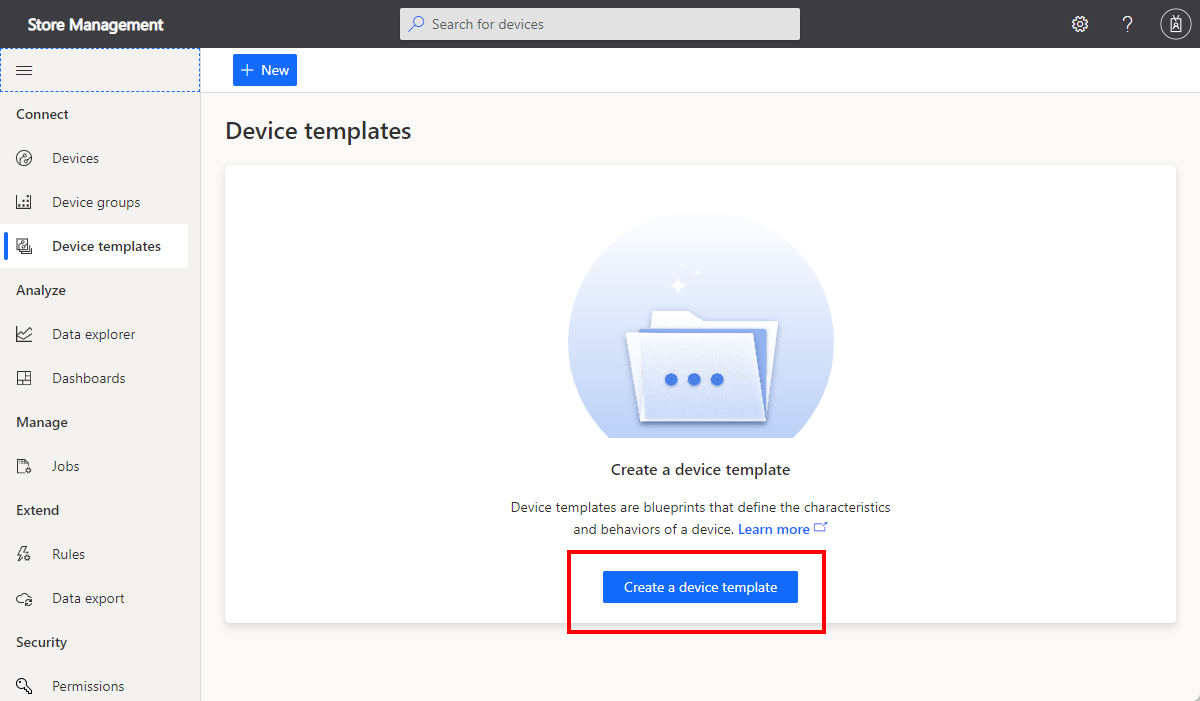 Store Management
Search for devices
?
New
Connect
Devices
Device groups
Device templates
Analyze
Data explorer
Dashboards
Manage
Jobs
Extend
Rules
Data export
Security
Permissions
Device templates
Create a device template
Device templates are blueprints that define the characteristics
and behaviors of a device. Learn more
Create a device template